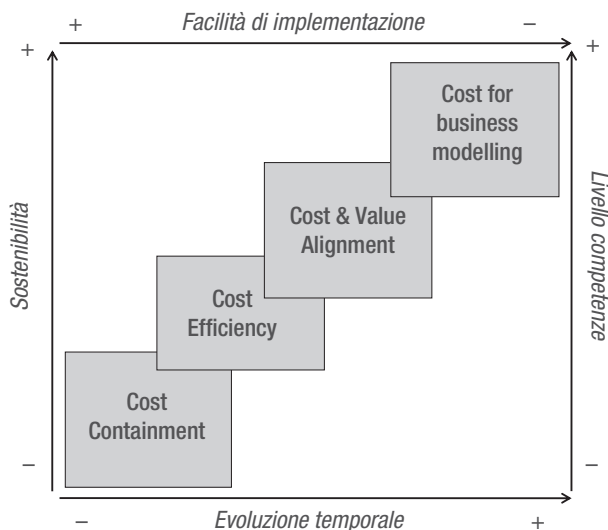 Facilità di implementazione
+ −
+ +
Cost for
business
modelling
Cost & Value
Alignment
Cost
Efficiency
Cost
Containment
Sostenibilità
Livello competenze
− −
− +
Evoluzione temporale